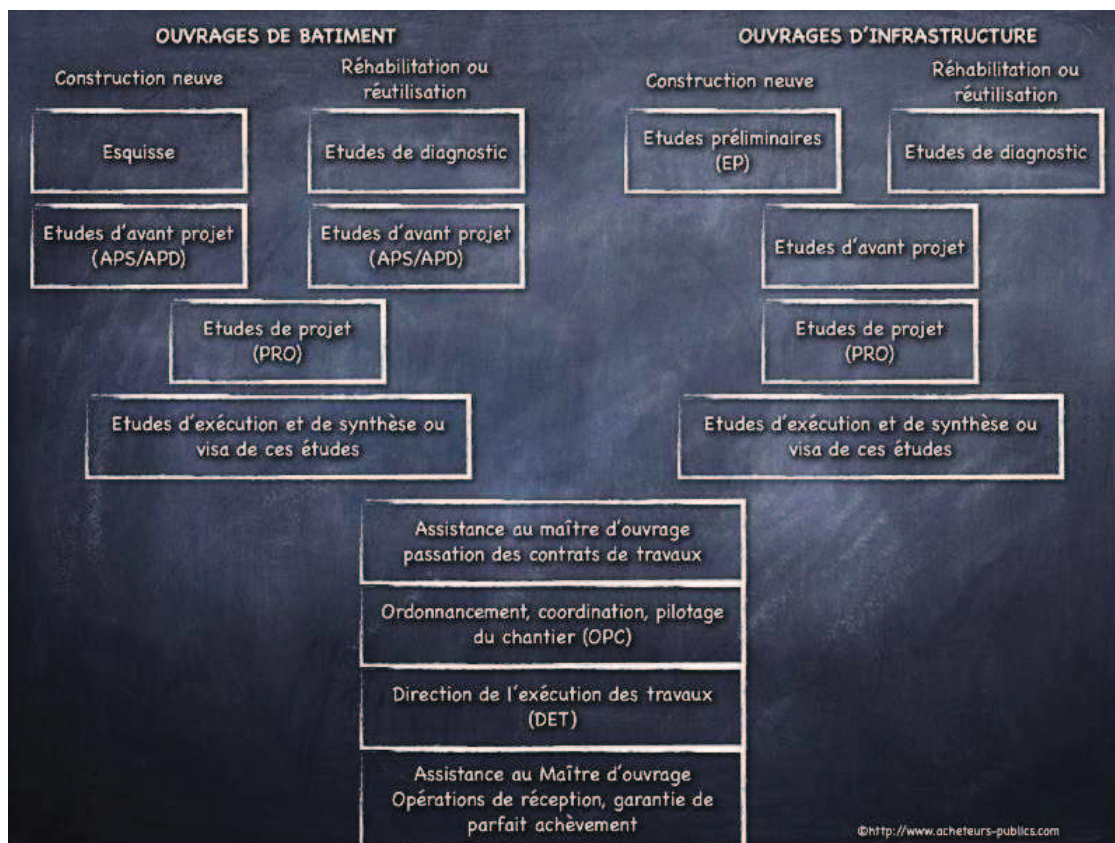 OUVRAGES DE BATIMENT
Construction neuve
Réhabilitation ou
réutilisation
Esquisse
Etudes de diagnostic
Etudes d'avant projet
(APS/APD)
Etudes d'avant projet
(APS/APD)
Etudes de projet
(PRO)
Etudes d'exécution et de synthèse ou
visa de ces études
OUVRAGES D'INFRASTRUCTURE
Construction neuve
Réhabilitation ou
réutilisation
Etudes préliminaires
(EP)
Etudes de diagnostic
Etudes d'avant projet
Etudes de projet
(PRO)
Etudes d'exécution et de synthèse ou
visa de ces études
Assistance au maître d'ouvrage
passation des contrats de travaux
Ordonnancement, coordination, pilotage
du chantier (OPC)
Direction de l'exécution des travaux
(DET)
Assistance au Maître d'ouvrage
Opérations de réception, garantie de
parfait achèvement
©http://www.acheteurs-publics.com